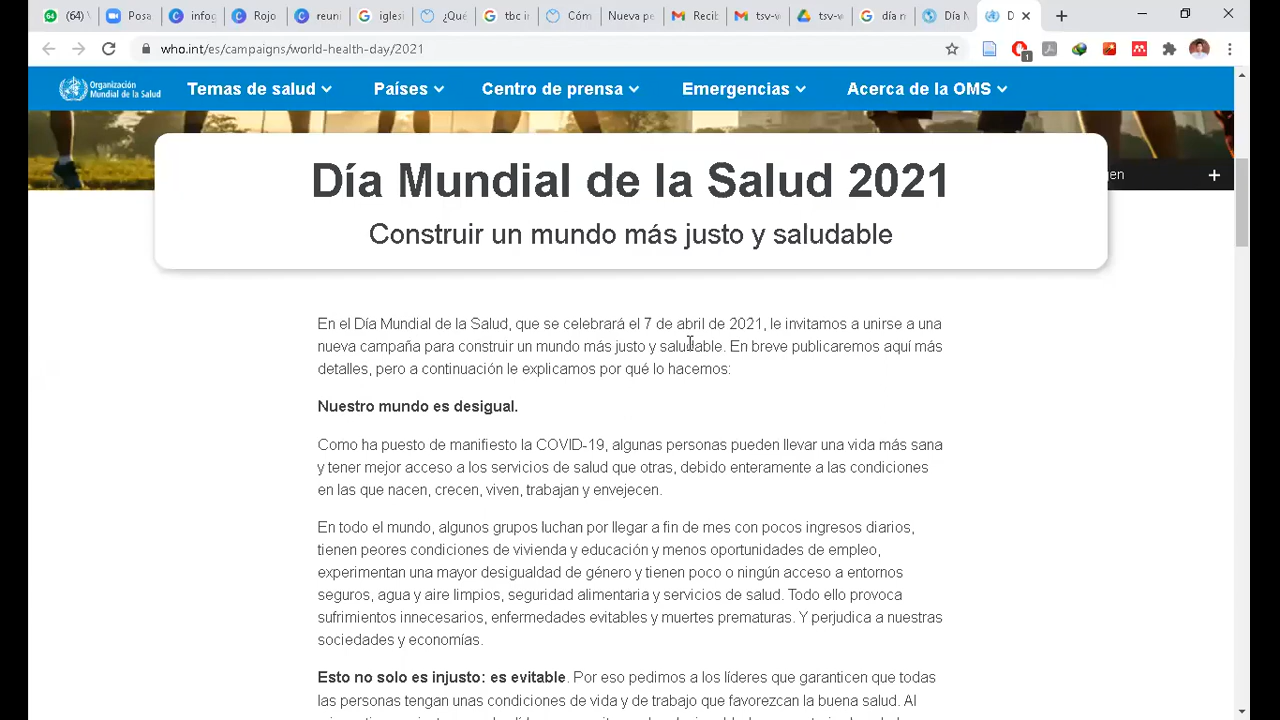 (64) \
Posa
infog
Rojo
reuni
iglesi
¿Qué
tbc in
Cóm
Nueva pe
Recib
tsv-v
tsv-v
día n
Día N
D
who.int/es/campaigns/world-health-day/2021
1
Organización
Mundial de la Salud
Temas de salud
Países
Centro de prensa
Emergencias
Acerca de la OMS
gen +
Día Mundial de la Salud 2021
Construir un mundo más justo y saludable
En el Día Mundial de la Salud, que se celebrará el 7 de abril de 2021, le invitamos a unirse a una
nueva campaña para construir un mundo más justo y saludable. En breve publicaremos aquí más
detalles, pero a continuación le explicamos por qué lo hacemos:
Nuestro mundo es desigual.
Como ha puesto de manifiesto la COVID-19, algunas personas pueden llevar una vida más sana
y tener mejor acceso a los servicios de salud que otras, debido enteramente a las condiciones
en las que nacen, crecen, viven, trabajan y envejecen.
En todo el mundo, algunos grupos luchan por llegar a fin de mes con pocos ingresos diarios,
tienen peores condiciones de vivienda y educación y menos oportunidades de empleo,
experimentan una mayor desigualdad de género y tienen poco o ningún acceso a entornos
seguros, agua y aire limpios, seguridad alimentaria y servicios de salud. Todo ello provoca
sufrimientos innecesarios, enfermedades evitables y muertes prematuras. Y perjudica a nuestras
sociedades y economías.
Esto no solo es injusto: es evitable. Por eso pedimos a los líderes que garanticen que todas
las personas tengan unas condiciones de vida y de trabajo que favorezcan la buena salud. Al